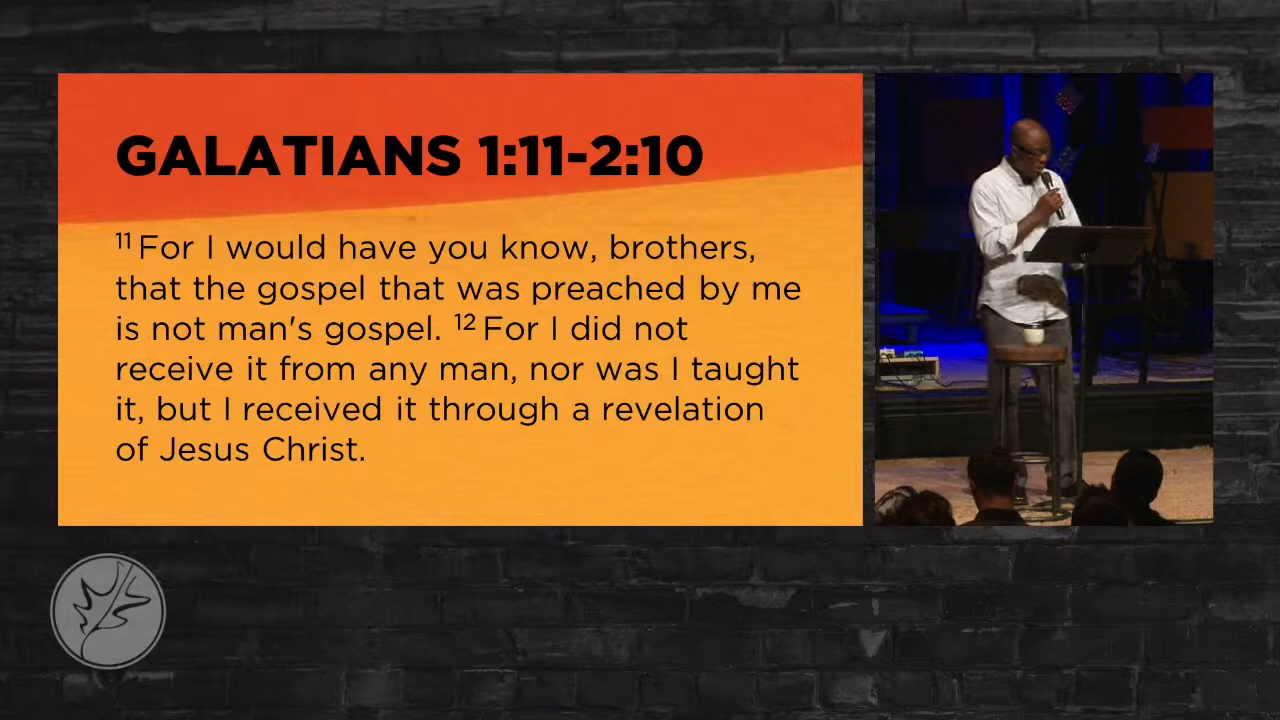 GALATIANS 1:11-2:10
¹¹ For I would have you know, brothers,
that the gospel that was preached by me
is not man's gospel. ¹² For I did not
receive it from any man, nor was I taught
it, but I received it through a revelation
of Jesus Christ.